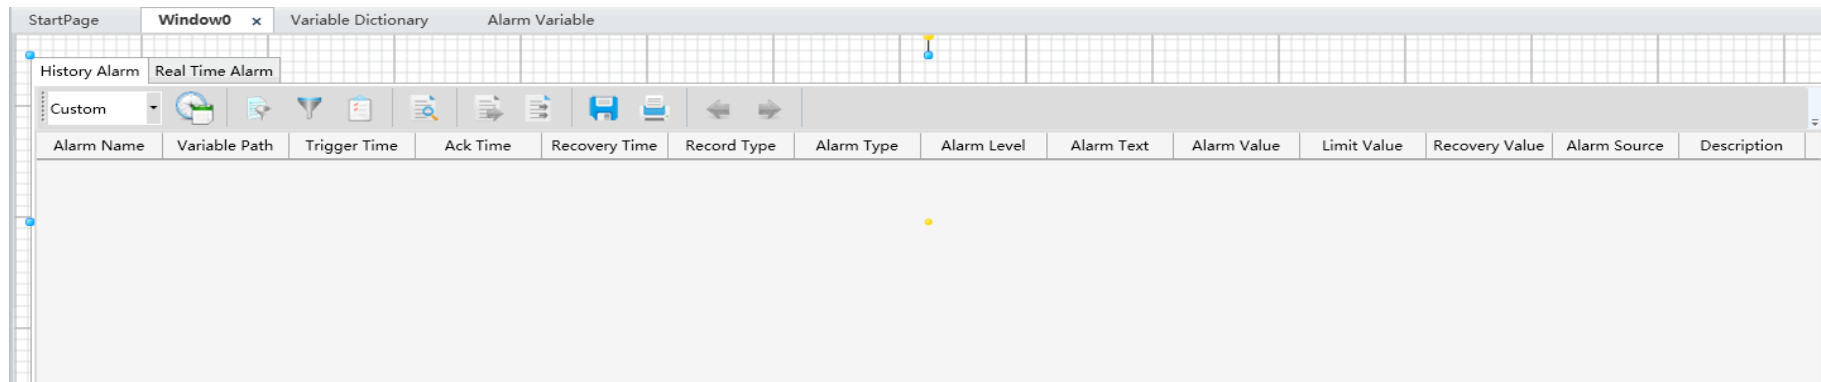 StartPage Window0 x Variable Dictionary Alarm Variable
History Alarm Real Time Alarm
Custom
Alarm Name Variable Path Trigger Time Ack Time Recovery Time Record Type Alarm Type Alarm Level Alarm Text Alarm Value Limit Value Recovery Value Alarm Source Description